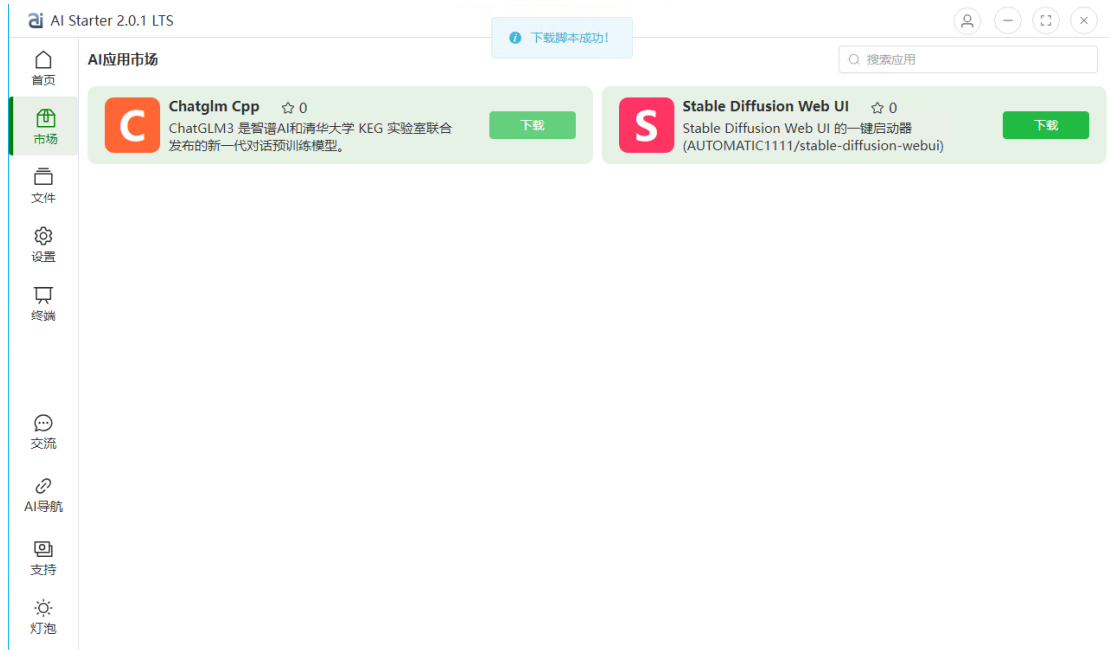 ai AI Starter 2.0.1 LTS
下载脚本成功!
首页
AI应用市场
搜索应用
市场
C
Chatglm Cpp 0
ChatGLM3 是智谱AI和清华大学 KEG 实验室联合
发布的新一代对话预训练模型。
下载
S
Stable Diffusion Web UI 0
Stable Diffusion Web UI 的一键启动器
(AUTOMATIC1111/stable-diffusion-webui)
下载
文件
设置
终端
交流
AI导航
支持
灯泡